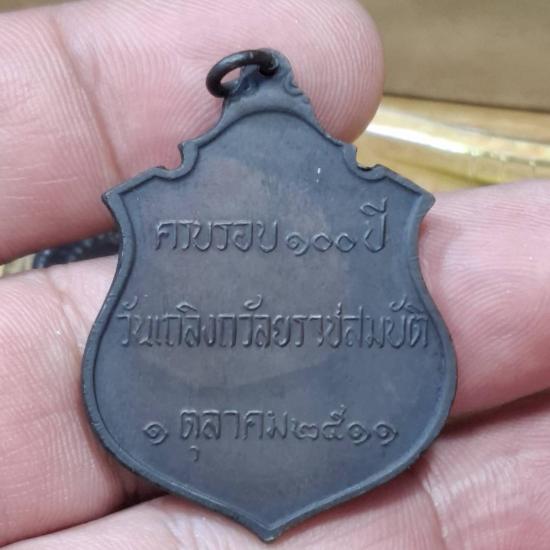 ครบรอบ ๑๐๐ ปี
วันเถลิงถวัลยราชสมบัติ
๑ ตุลาคม ๒๕๑๑